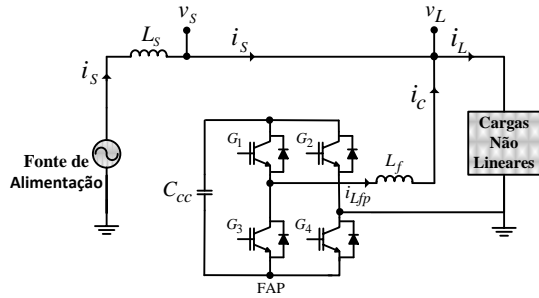 v_S
v_L
L_S
i_S
i_L
i_S
i_c
Fonte de
Alimentação
Cargas
Não
Lineares
G_1
G_2
L_f
C_cc
i_Lfp
G_3
G_4
FAP